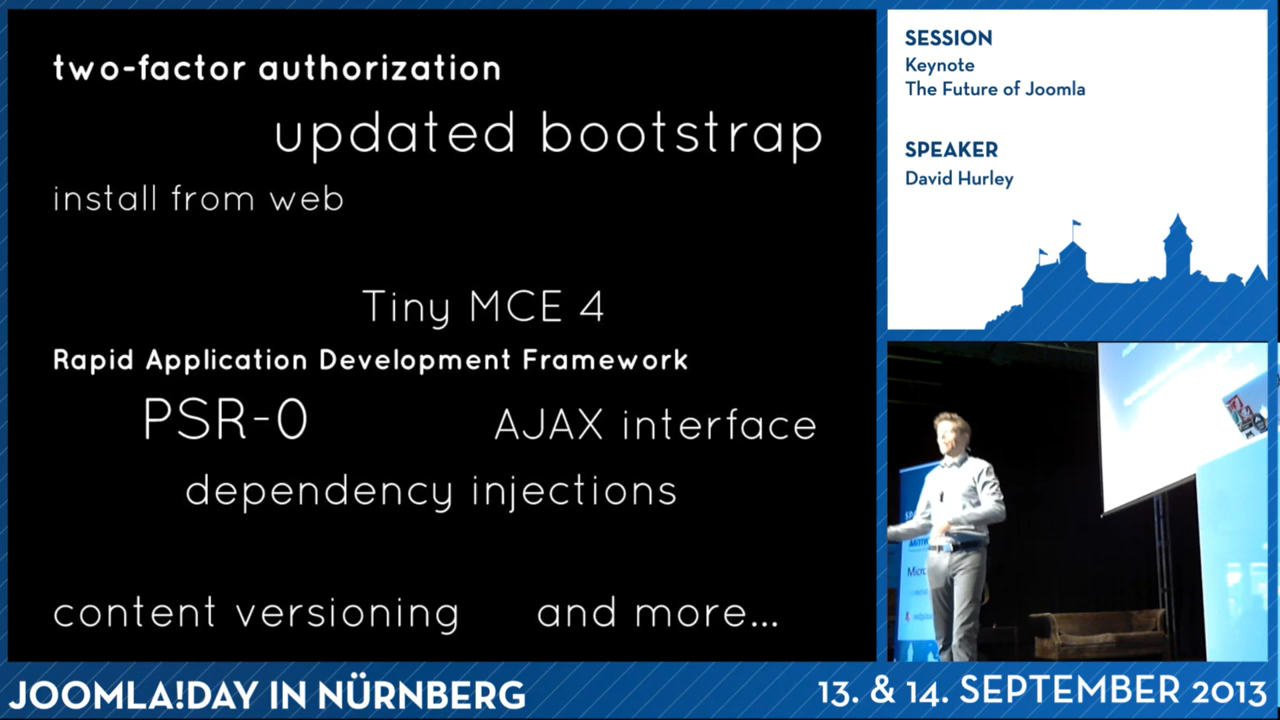 two-factor authorization
updated bootstrap
install from web
Tiny MCE 4
Rapid Application Development Framework
PSR-0
AJAX interface
dependency injections
content versioning
and more...
SESSION
Keynote
The Future of Joomla
SPEAKER
David Hurley
JOOMLA!DAY IN NÜRNBERG
13. & 14. SEPTEMBER 2013